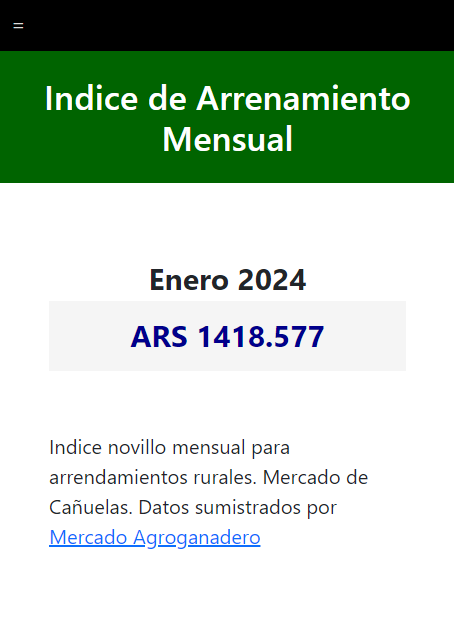 =
Indice de Arrenamiento
Mensual
Enero 2024
ARS 1418.577
Indice novillo mensual para
arrendamientos rurales. Mercado de
Cañuelas. Datos sumistrados por
Mercado Agroganadero